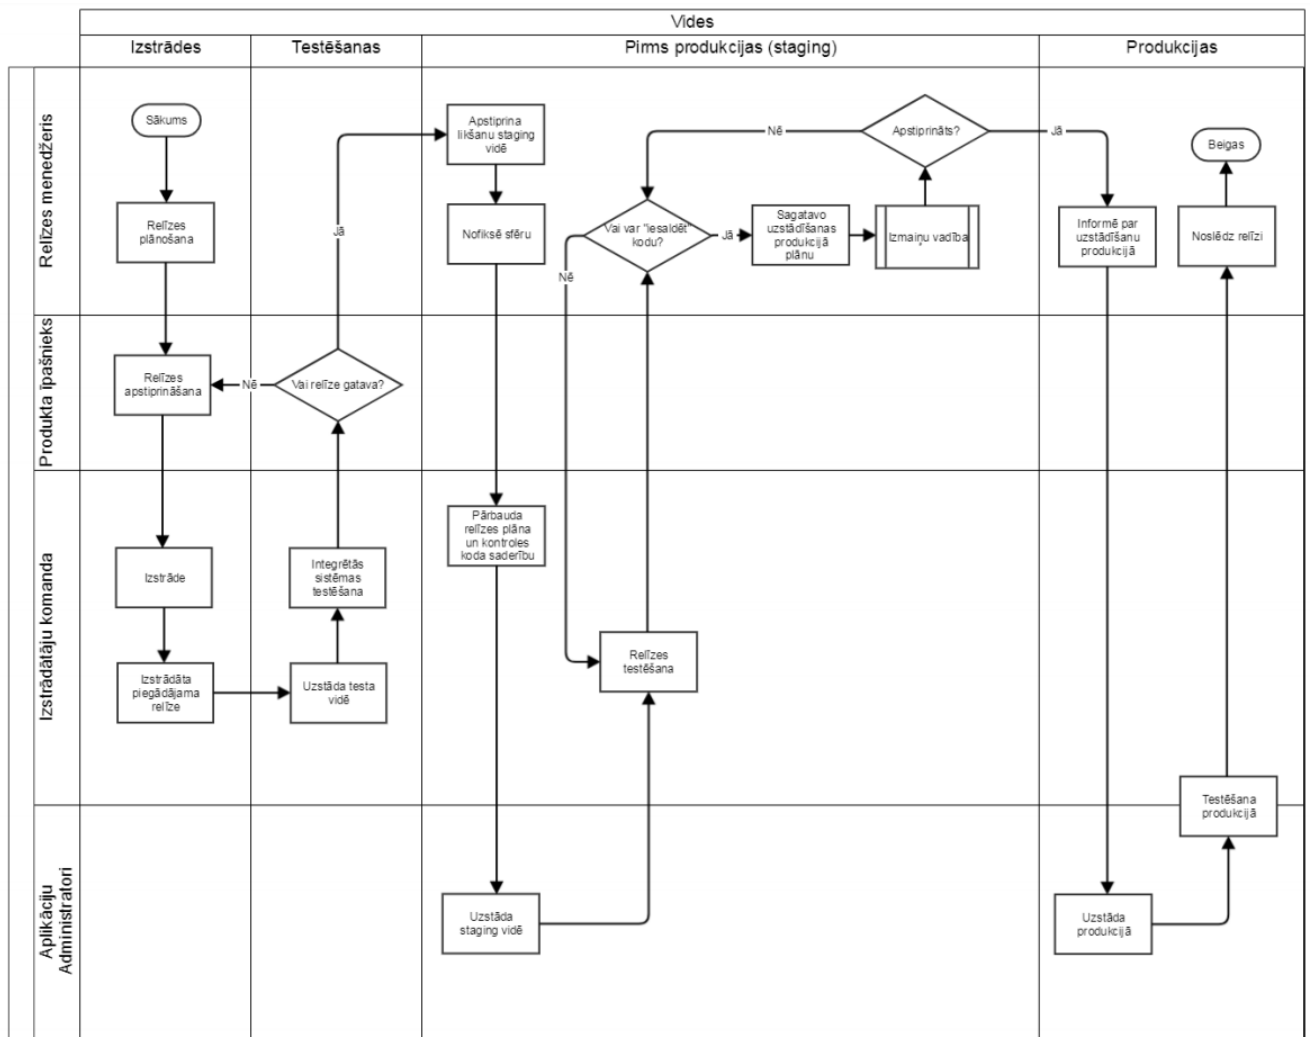 Vides
Izstrādes
Testēšanas
Pirms produkcijas (staging)
Produkcijas
Relīzes menedžeris
Sākums
Relīzes
plānošana
Jā
Apstiprina
likšanu staging
vidē
Nofiksē sfēru
Nē
Apstiprināts?
Jā
Vai var "iesaldēt"
kodu?
Jā
Nē
Sagatavo
uzstādīšanas
produkcijā
plānu
Izmaiņu vadība
Informē par
uzstādīšanu
produkcijā
Beigas
Noslēdz relīzi
Produkta īpašnieks
Relīzes
apstiprināšana
Nē
Vai relīze gatava?
Izstrādātāju komanda
Izstrāde
Izstrādāta
piegādājama
relīze
Integrētās
sistēmas
testēšana
Uzstāda testa
vidē
Pārbauda
relīzes plāna
un kontroles
koda saderību
Relīzes
testēšana
Testēšana
produkcijā
Aplikāciju
Administratori
Uzstāda
staging vidē
Uzstāda
produkcijā